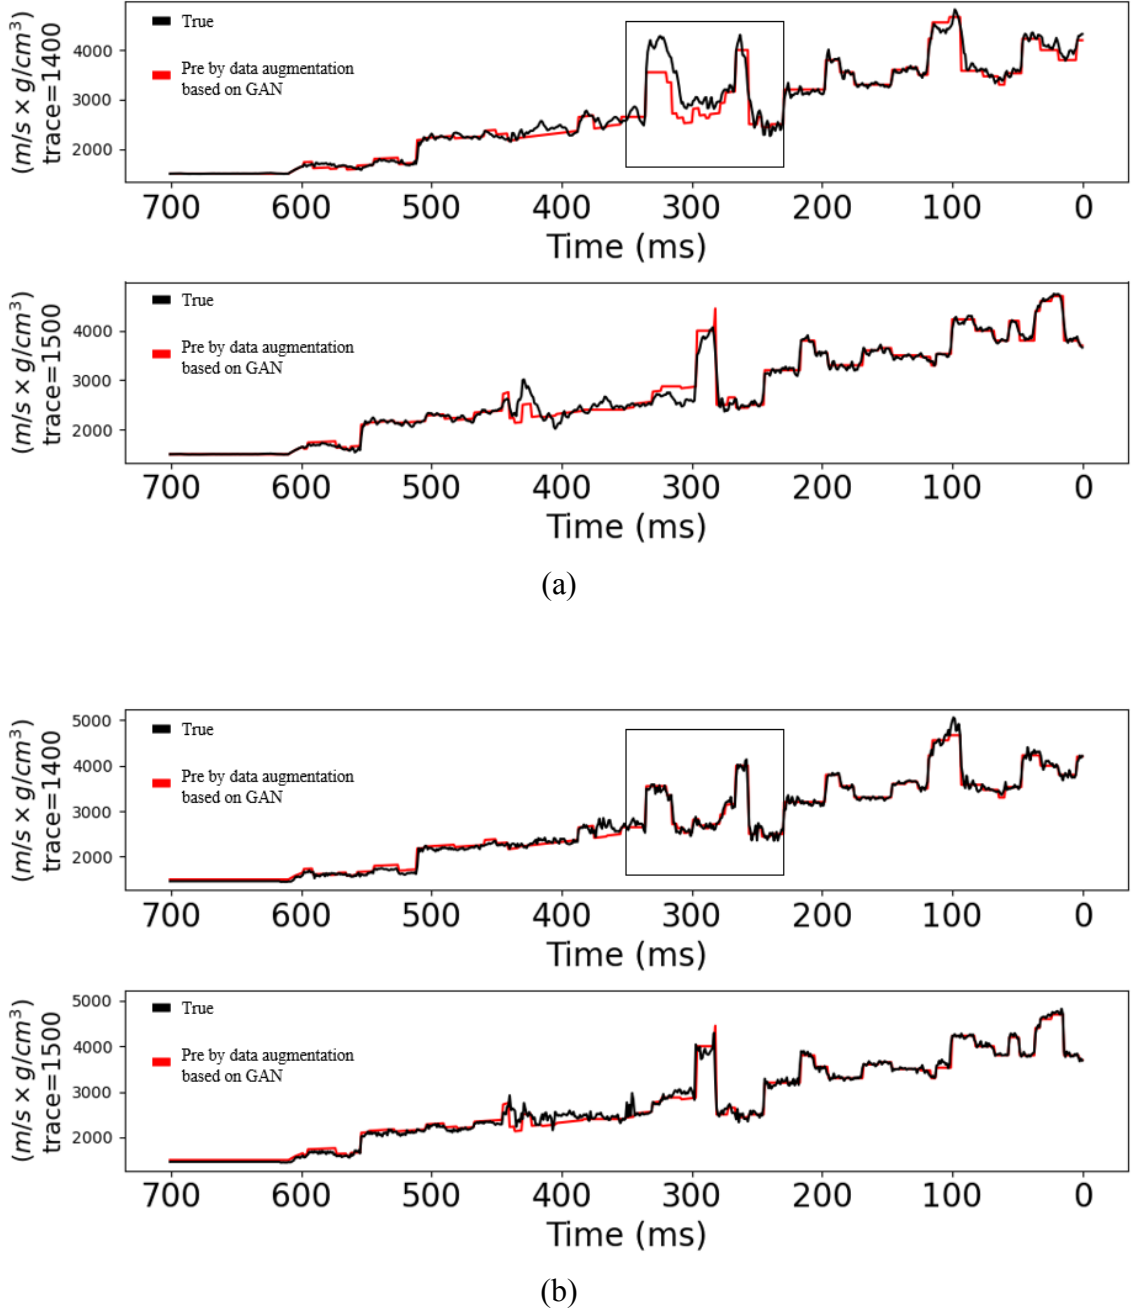 (m/s × g/cm³)
trace=1400
4000
3000
2000
True
Pre by data augmentation
based on GAN
700 600 500 400 300 200 100 0
Time (ms)
(m/s × g/cm³)
trace=1500
4000
3000
2000
True
Pre by data augmentation
based on GAN
700 600 500 400 300 200 100 0
Time (ms)
(a)
(m/s × g/cm³)
trace=1400
5000
4000
3000
2000
True
Pre by data augmentation
based on GAN
700 600 500 400 300 200 100 0
Time (ms)
(m/s × g/cm³)
trace=1500
5000
4000
3000
2000
True
Pre by data augmentation
based on GAN
700 600 500 400 300 200 100 0
Time (ms)
(b)